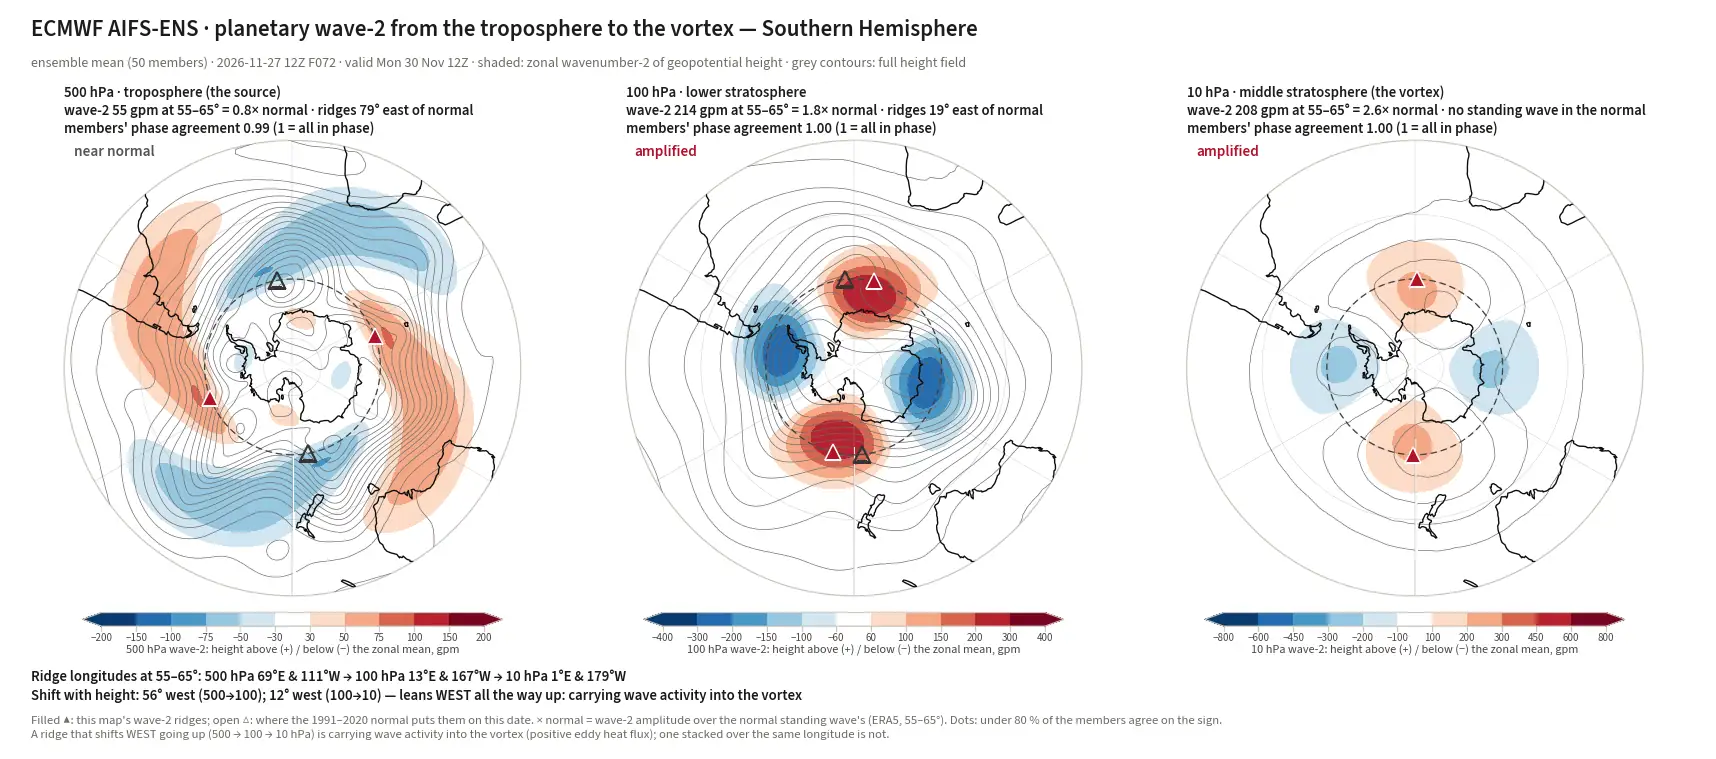 ECMWF AIFS-ENS · planetary wave-2 from the troposphere to the vortex — Southern Hemisphere
ensemble mean (50 members) · 2026-11-27 12Z F072 · valid Mon 30 Nov 12Z · shaded: zonal wavenumber-2 of geopotential height · grey contours: full height field
500 hPa · troposphere (the source)
wave-2 55 gpm at 55–65° = 0.8× normal · ridges 79° east of normal
members' phase agreement 0.99 (1 = all in phase)
near normal
100 hPa · lower stratosphere
wave-2 214 gpm at 55–65° = 1.8× normal · ridges 19° east of normal
members' phase agreement 1.00 (1 = all in phase)
amplified
10 hPa · middle stratosphere (the vortex)
wave-2 208 gpm at 55–65° = 2.6× normal · no standing wave in the normal
members' phase agreement 1.00 (1 = all in phase)
amplified
−200 −150 −100 −75 −50 −30 30 50 75 100 150 200
500 hPa wave-2: height above (+) / below (−) the zonal mean, gpm
−400 −300 −200 −150 −100 −60 60 100 150 200 300 400
100 hPa wave-2: height above (+) / below (−) the zonal mean, gpm
−800 −600 −450 −300 −200 −100 100 200 300 450 600 800
10 hPa wave-2: height above (+) / below (−) the zonal mean, gpm
Ridge longitudes at 55–65°: 500 hPa 69°E & 111°W → 100 hPa 13°E & 167°W → 10 hPa 1°E & 179°W
Shift with height: 56° west (500→100); 12° west (100→10) — leans WEST all the way up: carrying wave activity into the vortex
Filled ▲: this map's wave-2 ridges; open △: where the 1991–2020 normal puts them on this date. × normal = wave-2 amplitude over the normal standing wave's (ERA5, 55–65°). Dots: under 80 % of the members agree on the sign.
A ridge that shifts WEST going up (500 → 100 → 10 hPa) is carrying wave activity into the vortex (positive eddy heat flux); one stacked over the same longitude is not.